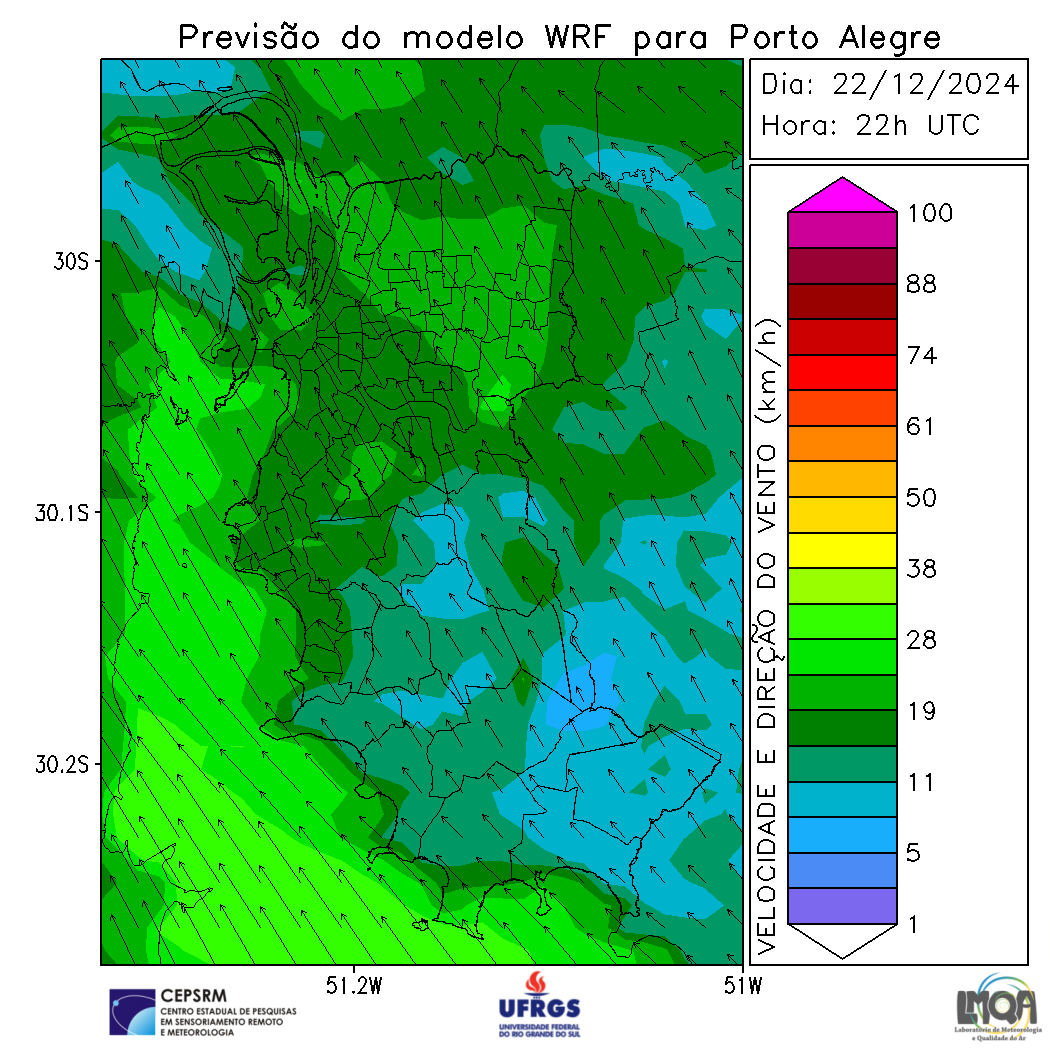 Previsão do modelo WRF para Porto Alegre
Dia: 22/12/2024
Hora: 22h UTC
30S
30.1S
30.2S
51.2W
51W
VELOCIDADE E DIREÇÃO DO VENTO (km/h)
100
88
74
61
50
38
28
19
11
5
1
CEPSRM
CENTRO ESTADUAL DE PESQUISAS
EM SENSORIAMENTO REMOTO
E METEOROLOGIA
UFRGS
UNIVERSIDADE FEDERAL
DO RIO GRANDE DO SUL
LMQA
Laboratório de Meteorologia
e Qualidade do Ar